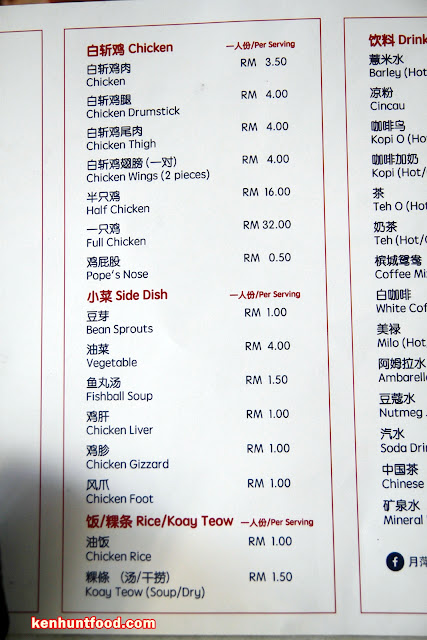 白斩鸡 Chicken 一人份/Per Serving
白斩鸡肉 RM 3.50
Chicken
白斩鸡腿 RM 4.00
Chicken Drumstick
白斩鸡尾肉 RM 4.00
Chicken Thigh
白斩鸡翅膀 (一对) RM 4.00
Chicken Wings (2 pieces)
半只鸡 RM 16.00
Half Chicken
一只鸡 RM 32.00
Full Chicken
鸡屁股 RM 0.50
Pope's Nose
小菜 Side Dish 一人份/Per Serving
豆芽 RM 1.00
Bean Sprouts
油菜 RM 4.00
Vegetable
鱼丸汤 RM 1.50
Fishball Soup
鸡肝 RM 1.00
Chicken Liver
鸡胗 RM 1.00
Chicken Gizzard
风爪 RM 1.00
Chicken Foot
饭/粿条 Rice/Koay Teow 一人份/Per Serving
油饭 RM 1.00
Chicken Rice
粿條 (汤/干捞) RM 1.50
Koay Teow (Soup/Dry)
饮料 Drink
薏米水
Barley (Hot
凉粉
Cincau
咖啡乌
Kopi O (Hot
咖啡加奶
Kopi (Hot/
茶
Teh O (Hot
奶茶
Teh (Hot/
槟城鸳鸯
Coffee Mix
白咖啡
White Coff
美禄
Milo (Hot
阿姆拉水
Ambarell
豆蔻水
Nutmeg
汽水
Soda Drin
中国茶
Chinese
矿泉水
Mineral
f 月萍
kenhuntfood.com